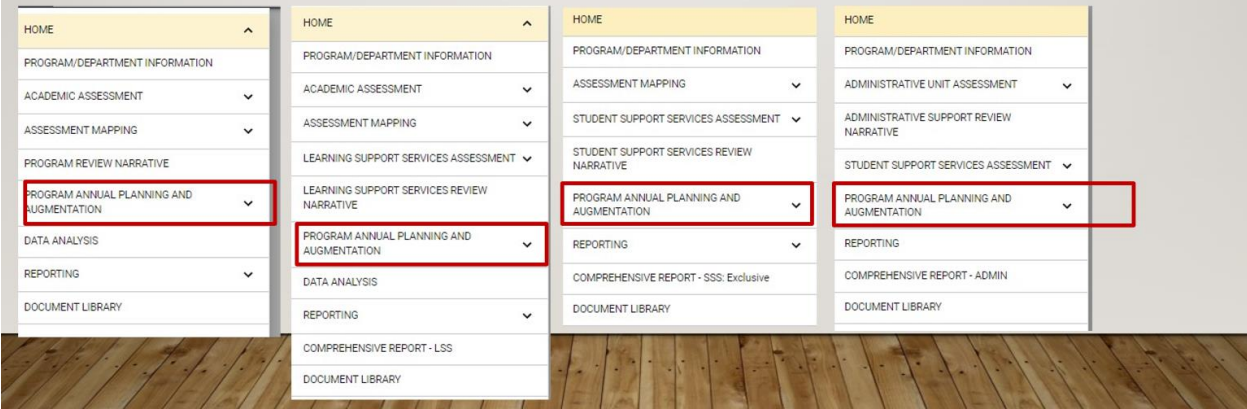 HOME
PROGRAM/DEPARTMENT INFORMATION
ACADEMIC ASSESSMENT
ASSESSMENT MAPPING
PROGRAM REVIEW NARRATIVE
PROGRAM ANNUAL PLANNING AND
AUGMENTATION
DATA ANALYSIS
REPORTING
DOCUMENT LIBRARY
HOME
PROGRAM/DEPARTMENT INFORMATION
ACADEMIC ASSESSMENT
ASSESSMENT MAPPING
LEARNING SUPPORT SERVICES ASSESSMENT
LEARNING SUPPORT SERVICES REVIEW
NARRATIVE
PROGRAM ANNUAL PLANNING AND
AUGMENTATION
DATA ANALYSIS
REPORTING
COMPREHENSIVE REPORT - LSS
DOCUMENT LIBRARY
HOME
PROGRAM/DEPARTMENT INFORMATION
ASSESSMENT MAPPING
STUDENT SUPPORT SERVICES ASSESSMENT
STUDENT SUPPORT SERVICES REVIEW
NARRATIVE
PROGRAM ANNUAL PLANNING AND
AUGMENTATION
REPORTING
COMPREHENSIVE REPORT - SSS: Exclusive
DOCUMENT LIBRARY
HOME
PROGRAM/DEPARTMENT INFORMATION
ADMINISTRATIVE UNIT ASSESSMENT
ADMINISTRATIVE SUPPORT REVIEW
NARRATIVE
STUDENT SUPPORT SERVICES ASSESSMENT
PROGRAM ANNUAL PLANNING AND
AUGMENTATION
REPORTING
COMPREHENSIVE REPORT - ADMIN
DOCUMENT LIBRARY